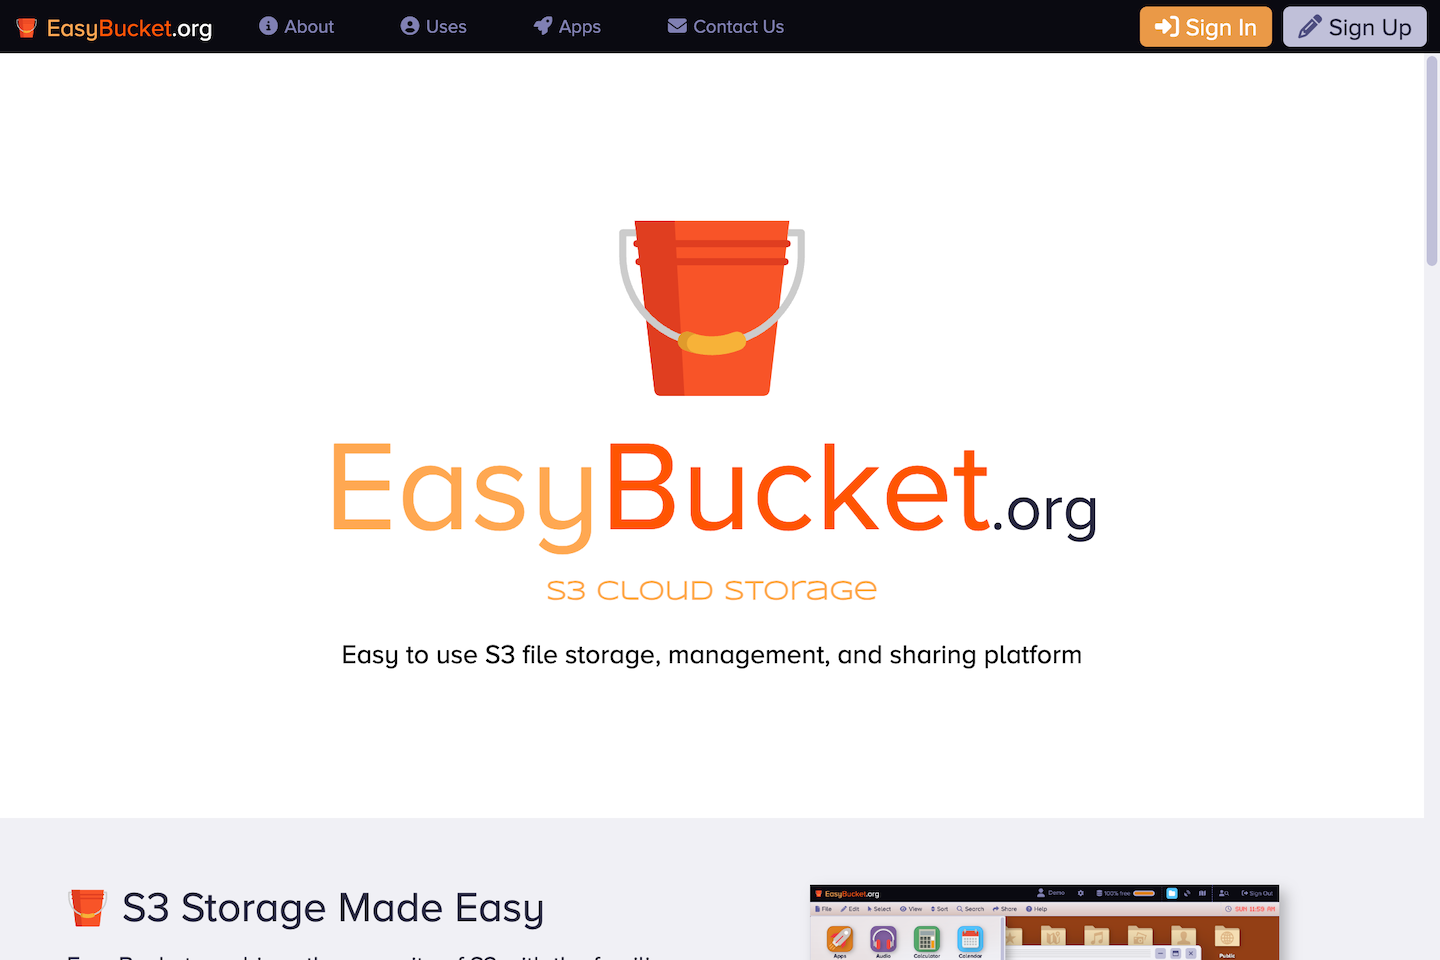 EasyBucket.org
About
Uses
Apps
Contact Us
Sign In
Sign Up
EasyBucket.org
S3 CLOUD STORAGE
Easy to use S3 file storage, management, and sharing platform
S3 Storage Made Easy
EasyBucket.org
Demo
100% free
Sign Out
File
Edit
Select
View
Sort
Search
Share
Help
SUN 11:59 AM
Apps
Audio
Calculator
Calendar
Public